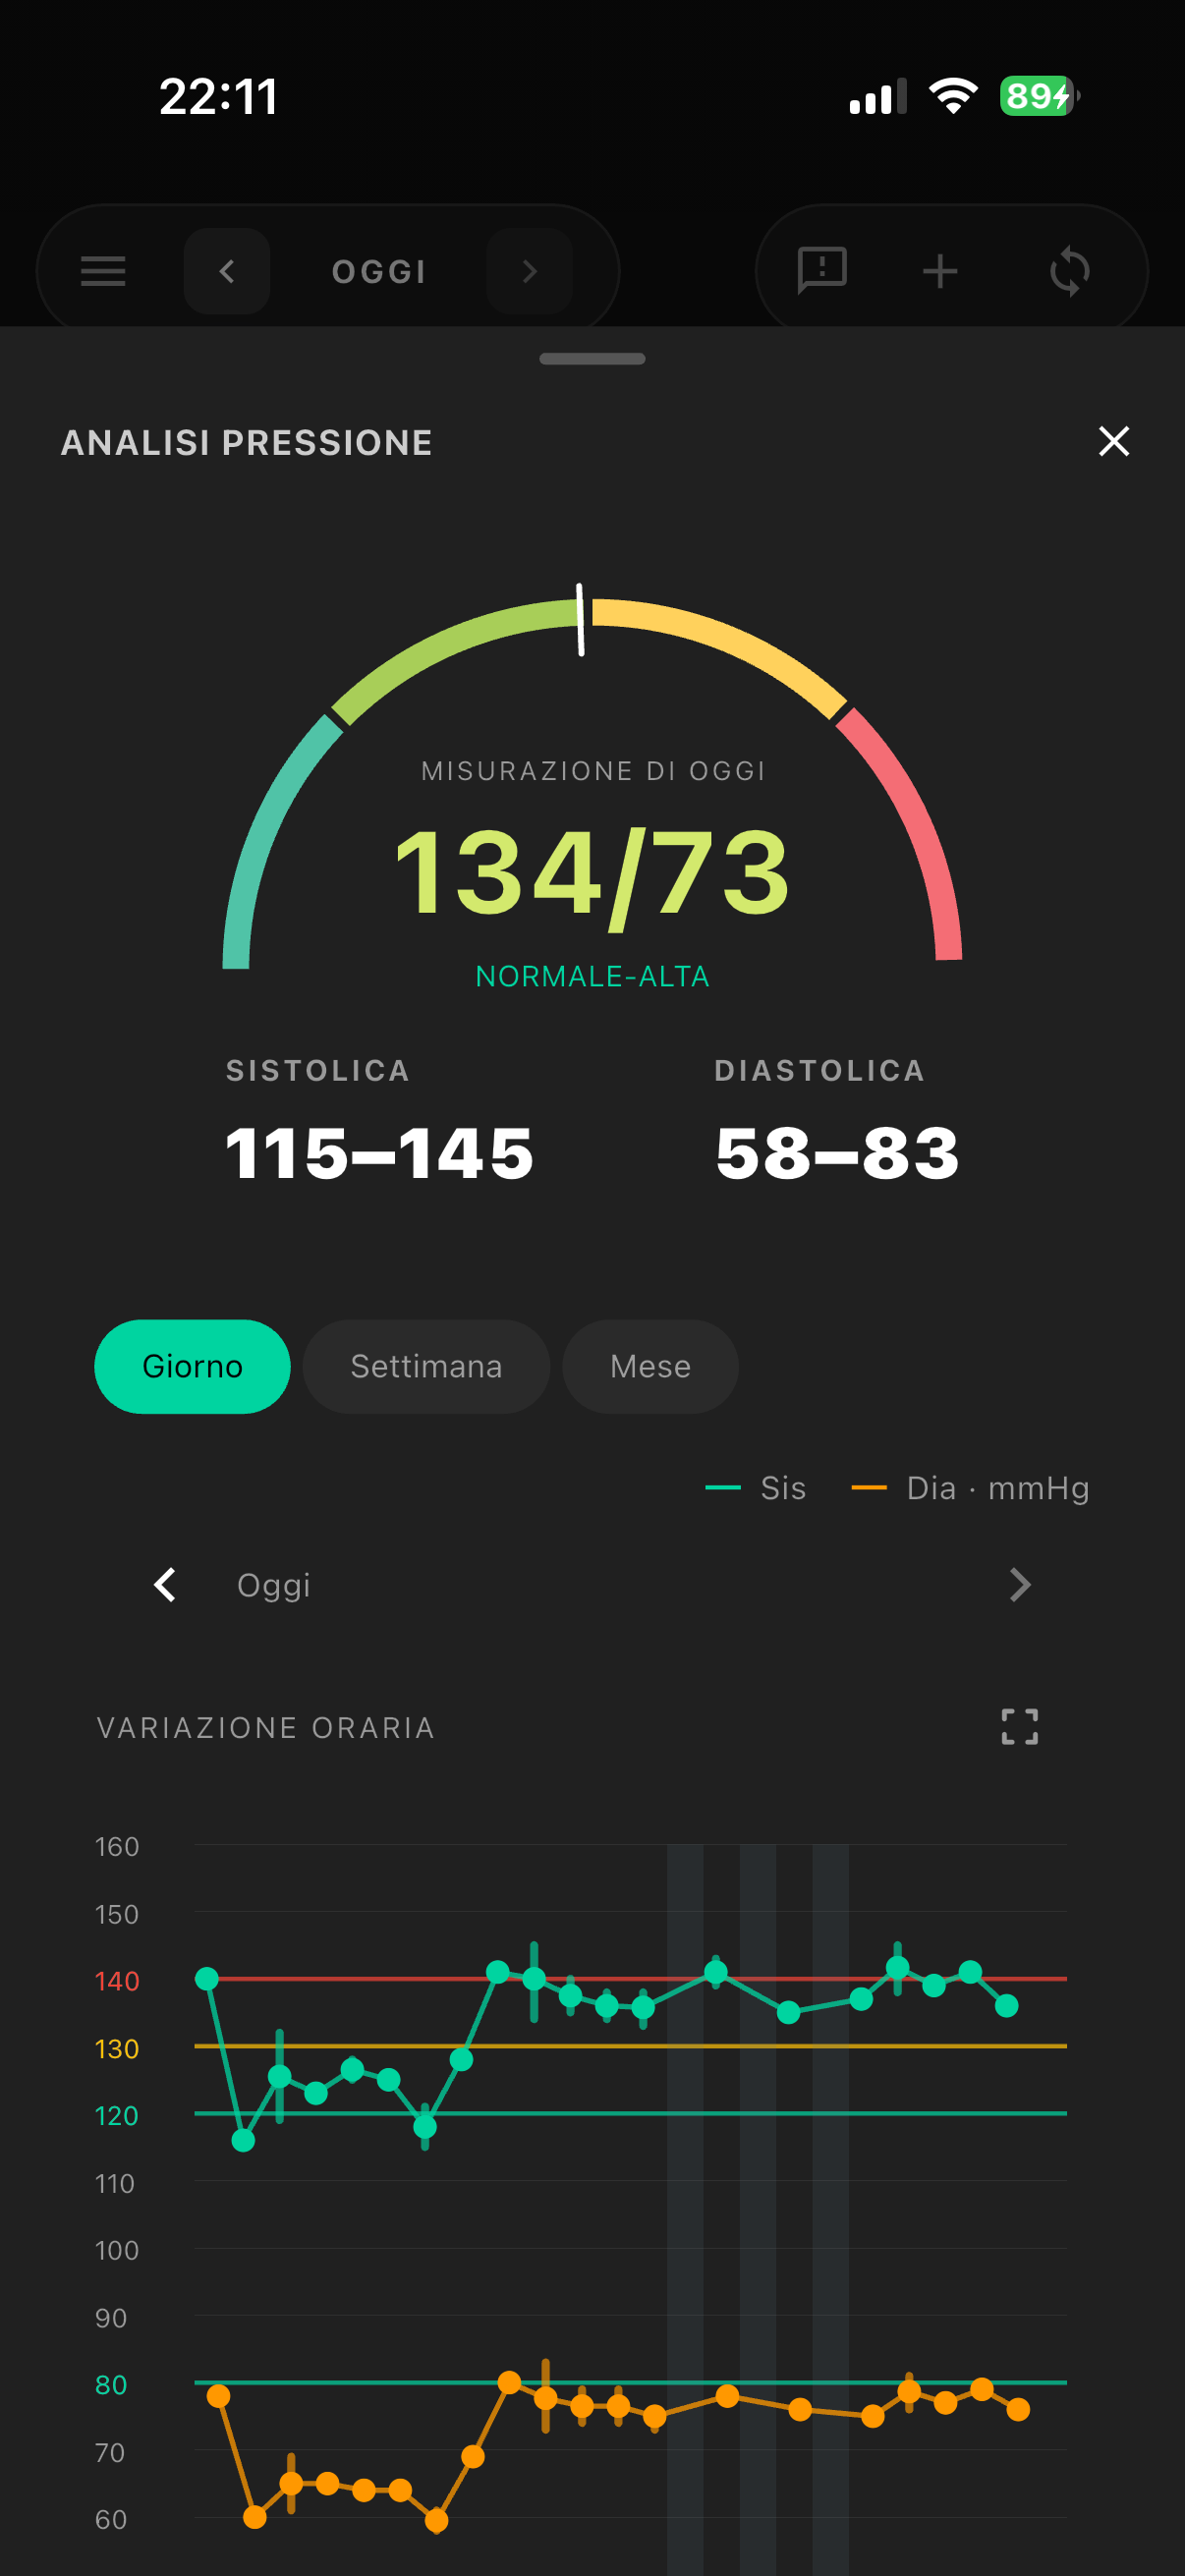 22:11
89
OGGI
ANALISI PRESSIONE
MISURAZIONE DI OGGI
134/73
NORMALE-ALTA
SISTOLICA
DIASTOLICA
115–145
58–83
Giorno
Settimana
Mese
Sis
Dia · mmHg
Oggi
VARIAZIONE ORARIA
160
150
140
130
120
110
100
90
80
70
60